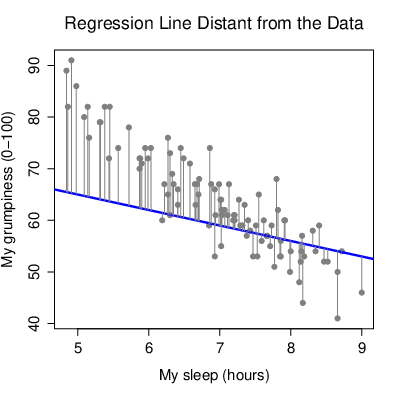 Regression Line Distant from the Data
My grumpiness (0−100)
90
80
70
60
50
40
5 6 7 8 9
My sleep (hours)